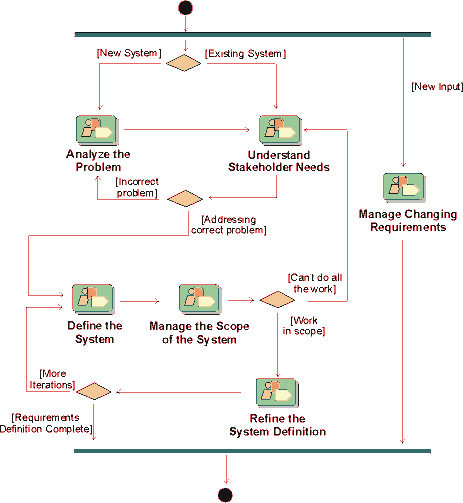 [New System]
[Existing System]
[New Input]
Analyze the
Problem
Understand
Stakeholder Needs
[Incorrect
problem]
[Addressing
correct problem]
Manage Changing
Requirements
[Can't do all
the work]
Define the
System
Manage the Scope
of the System
[Work
in scope]
[More
Iterations]
[Requirements
Definition Complete]
Refine the
System Definition